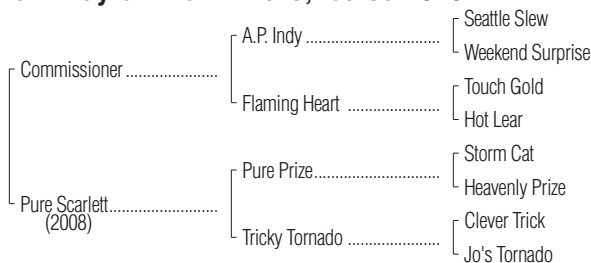 Seattle Slew
A.P. Indy ........................
Weekend Surprise
Commissioner .....................
Touch Gold
Flaming Heart ......................
Hot Lear
Storm Cat
Pure Prize.........................
Heavenly Prize
Pure Scarlett.........................
(2008)
Clever Trick
Tricky Tornado .....................
Jo's Tornado